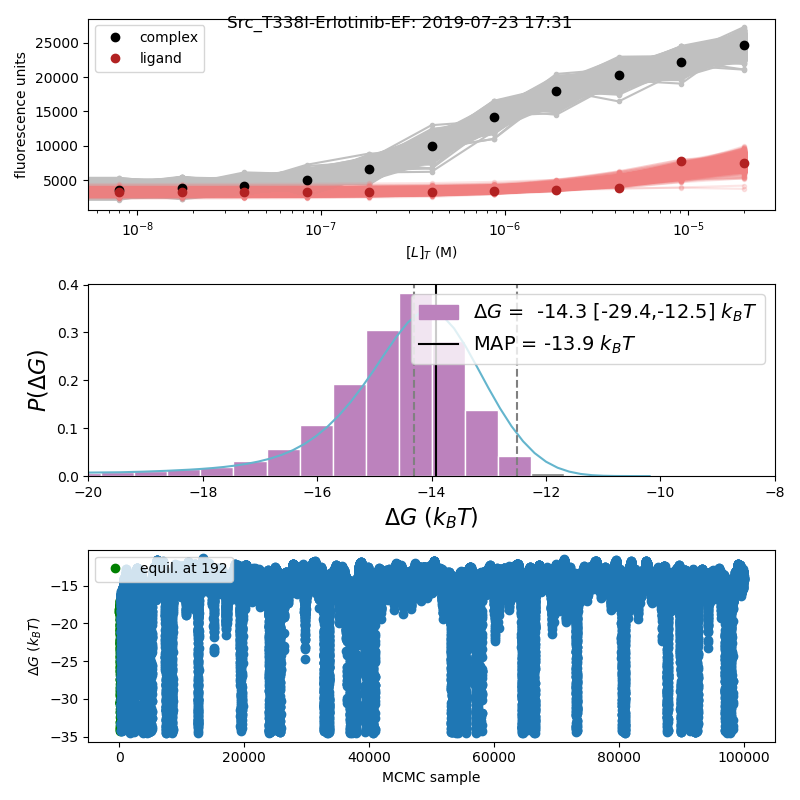 Src_T338I-Erlotinib-EF: 2019-07-23 17:31
fluorescence units
25000
20000
15000
10000
5000
complex
ligand
10⁻⁸
10⁻⁷
10⁻⁶
10⁻⁵
[L]_T (M)
P(ΔG)
0.4
0.3
0.2
0.1
0.0
ΔG = -14.3 [-29.4,-12.5] k_BT
MAP = -13.9 k_BT
−20
−18
−16
−14
−12
−10
−8
ΔG (k_BT)
ΔG (k_BT)
−15
−20
−25
−30
−35
equil. at 192
0
20000
40000
60000
80000
100000
MCMC sample